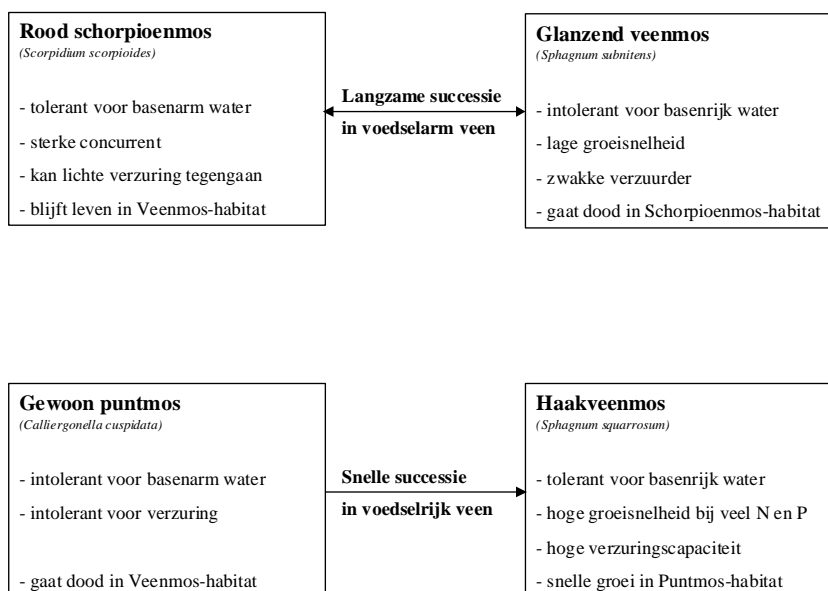 Rood schorpioenmos
(Scorpidium scorpioides)
- tolerant voor basenarm water
- sterke concurrent
- kan lichte verzuring tegengaan
- blijft leven in Veenmos-habitat
Langzame successie
in voedselarm veen
Glanzend veenmos
(Sphagnum subnitens)
- intolerant voor basenrijk water
- lage groeisnelheid
- zwakke verzuurder
- gaat dood in Schorpioenmos-habitat
Gewoon puntmos
(Calliergonella cuspidata)
- intolerant voor basenarm water
- intolerant voor verzuring
- gaat dood in Veenmos-habitat
Snelle successie
in voedselrijk veen
Haakveenmos
(Sphagnum squarrosum)
- tolerant voor basenrijk water
- hoge groeisnelheid bij veel N en P
- hoge verzuringscapaciteit
- snelle groei in Puntmos-habitat